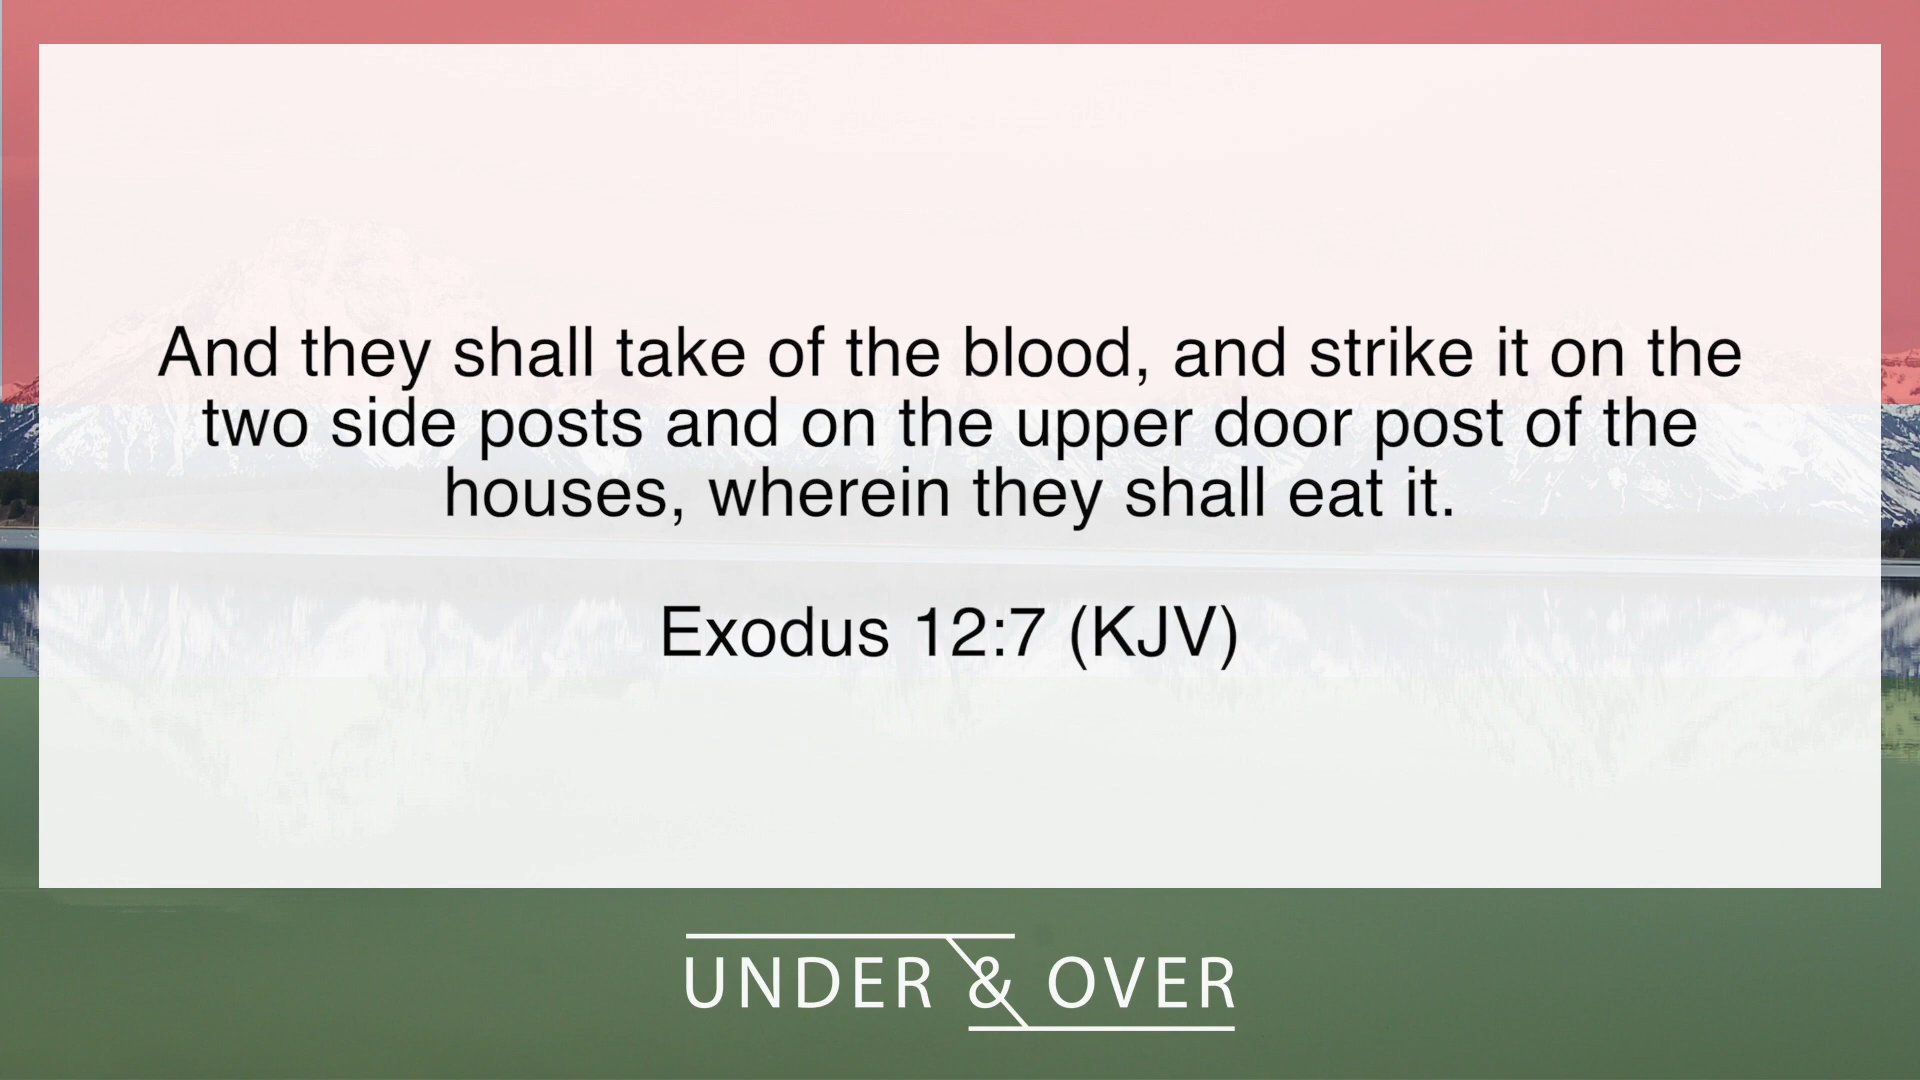 And they shall take of the blood, and strike it on the
two side posts and on the upper door post of the
houses, wherein they shall eat it.
Exodus 12:7 (KJV)
UNDER & OVER